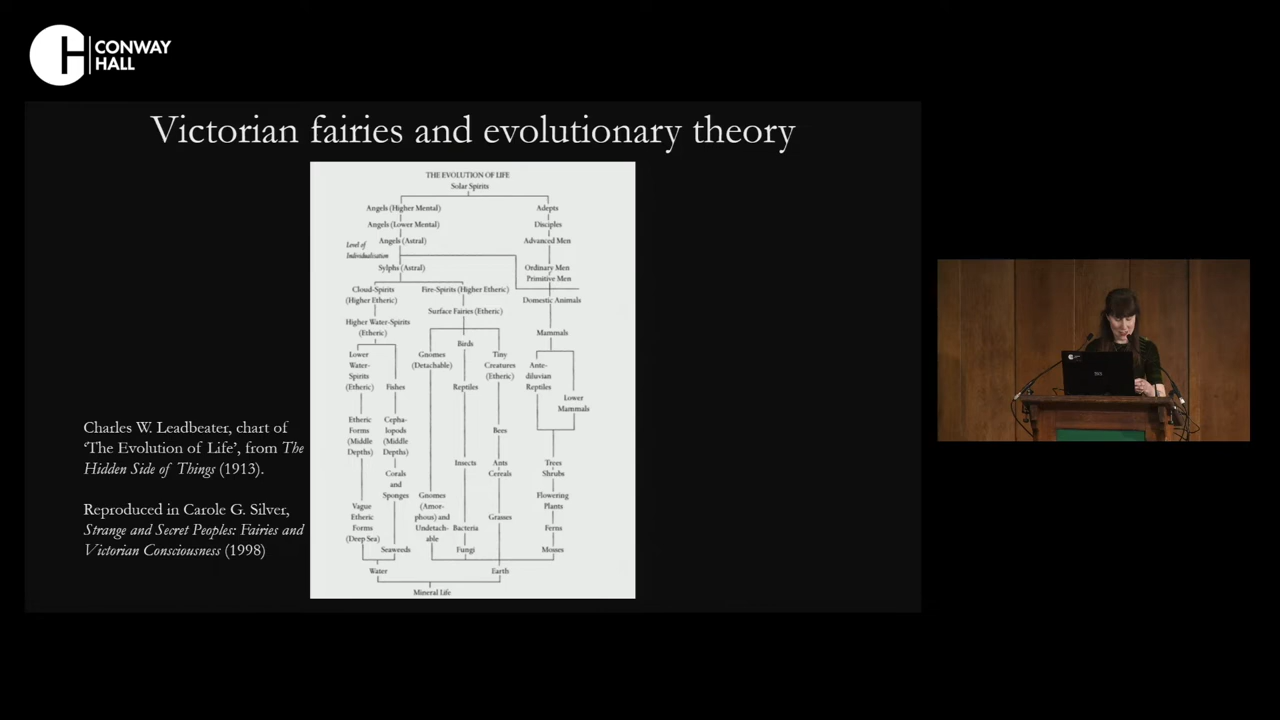 CONWAY
HALL
Victorian fairies and evolutionary theory
THE EVOLUTION OF LIFE
Solar Spirits
Angels (Higher Mental)
Adepts
Angels (Lower Mental)
Disciples
Level of
Individualisation
Angels (Astral)
Advanced Men
Sylphs (Astral)
Ordinary Men
Primitive Men
Cloud-Spirits
(Higher Etheric)
Fire-Spirits (Higher Etheric)
Domestic Animals
Surface Fairies (Etheric)
Higher Water-Spirits
(Etheric)
Mammals
Birds
Lower
Water-
Spirits
(Etheric)
Fishes
Gnomes
(Detachable)
Reptiles
Tiny
Creatures
(Etheric)
Ante-
diluvian
Reptiles
Lower
Mammals
Etheric
Forms
(Middle
Depths)
Cepha-
lopods
(Middle
Depths)
Bees
Corals
and
Sponges
Insects
Ants
Cereals
Trees
Shrubs
Vague
Etheric
Forms
(Deep Sea)
Gnomes
(Amor-
phous) and
Undetach-
able
Flowering
Plants
Grasses
Bacteria
Ferns
Seaweeds
Fungi
Mosses
Water
Earth
Mineral Life
Charles W. Leadbeater, chart of
'The Evolution of Life', from The
Hidden Side of Things (1913).
Reproduced in Carole G. Silver,
Strange and Secret Peoples: Fairies and
Victorian Consciousness (1998)